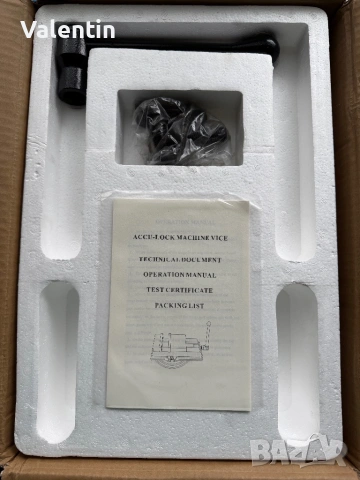 Valentin
ACCU-LOCK MACHINE VICE
TECHNICAL DOCUMENT
OPERATION MANUAL
TEST CERTIFICATE
PACKING LIST
BAZAR